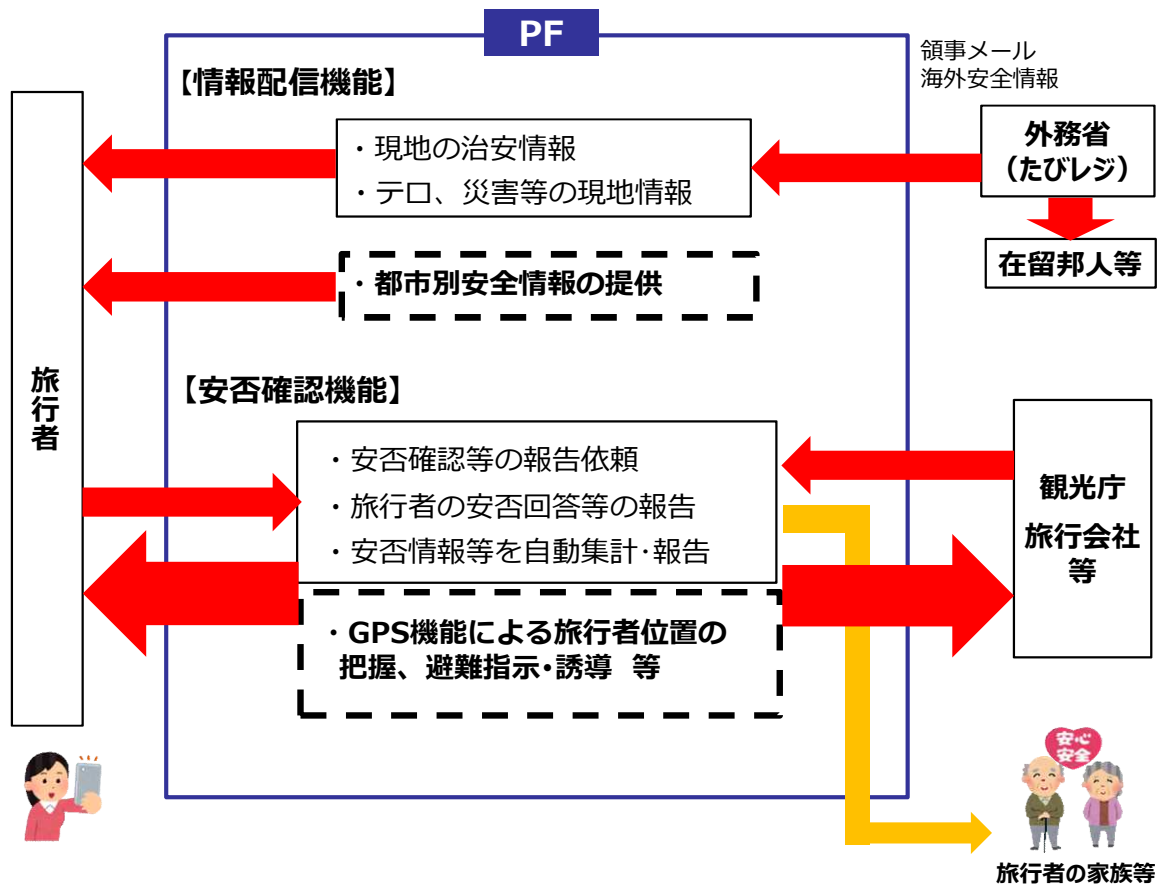 PF
領事メール
海外安全情報
【情報配信機能】
・現地の治安情報
・テロ、災害等の現地情報
外務省
（たびレジ）
在留邦人等
・都市別安全情報の提供
旅行者
【安否確認機能】
・安否確認等の報告依頼
・旅行者の安否回答等の報告
・安否情報等を自動集計・報告
観光庁
旅行会社
等
・GPS機能による旅行者位置の
把握、避難指示・誘導 等
安心
安全
旅行者の家族等